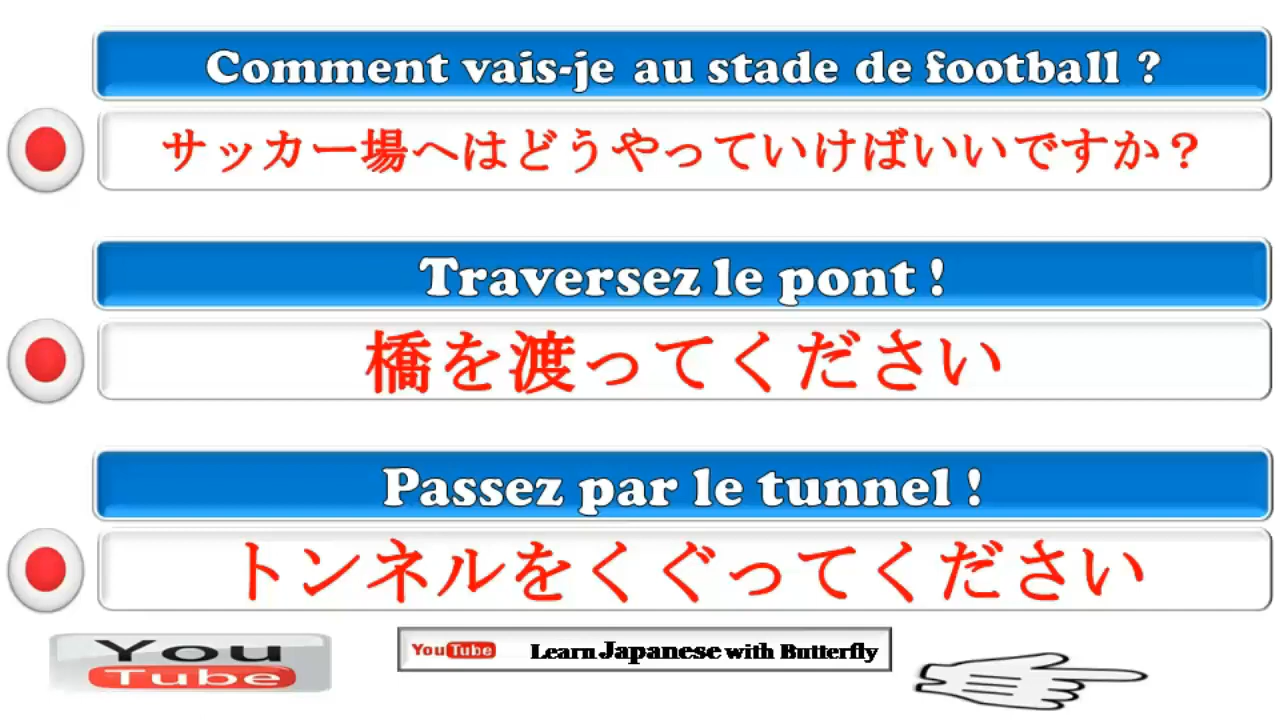 Comment vais-je au stade de football ?
サッカー場へはどうやっていけばいいですか？
Traversez le pont !
橋を渡ってください
Passez par le tunnel !
トンネルをくぐってください
You
Tube
YouTube Learn Japanese with Butterfly